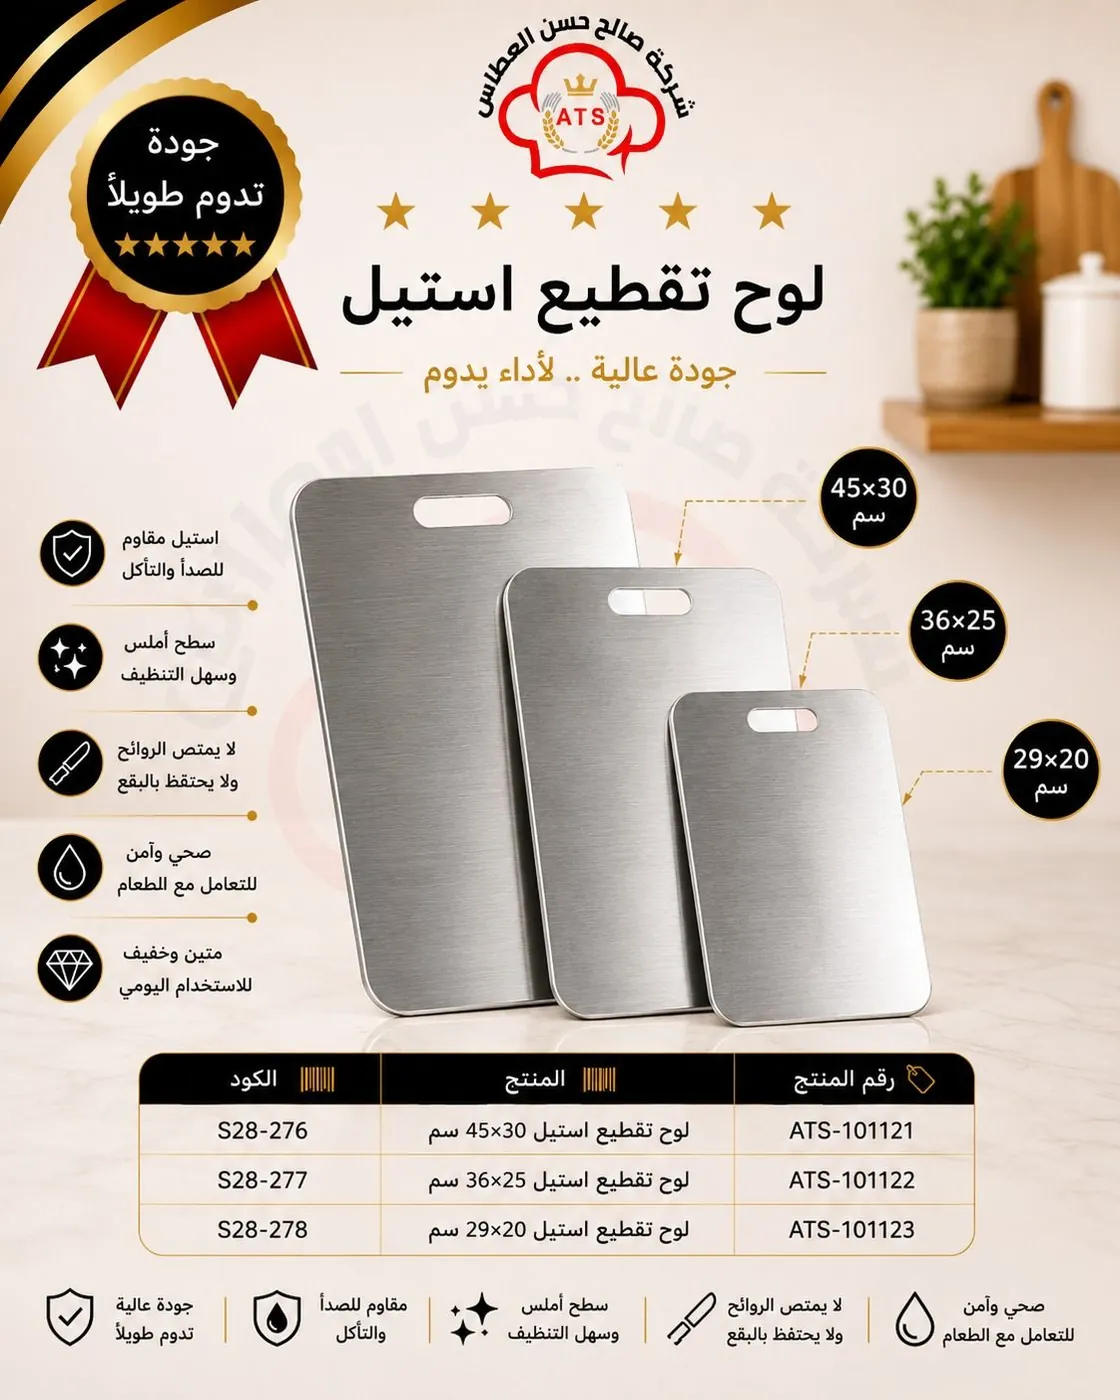 شركة صالح حسن العطاس
ATS
جودة
تدوم طويلاً
لوح تقطيع استيل
جودة عالية .. لأداء يدوم
45×30
سم
36×25
سم
29×20
سم
استيل مقاوم
للصدأ والتأكل
سطح أملس
وسهل التنظيف
لا يمتص الروائح
ولا يحتقظ بالبقع
صحي وآمن
للتعامل مع الطعام
متين وخفيف
للاستخدام اليومي
رقم المنتج المنتج الكود
ATS-101121 لوح تقطيع استيل 30×45 سم S28-276
ATS-101122 لوح تقطيع استيل 25×36 سم S28-277
ATS-101123 لوح تقطيع استيل 20×29 سم S28-278
صحي وآمن
للتعامل مع الطعام
لا يمتص الروائح
ولا يحتفظ بالبقع
سطح أملس
وسهل التنظيف
مقاوم للصدأ
والتأكل
جودة عالية
تدوم طويلاً